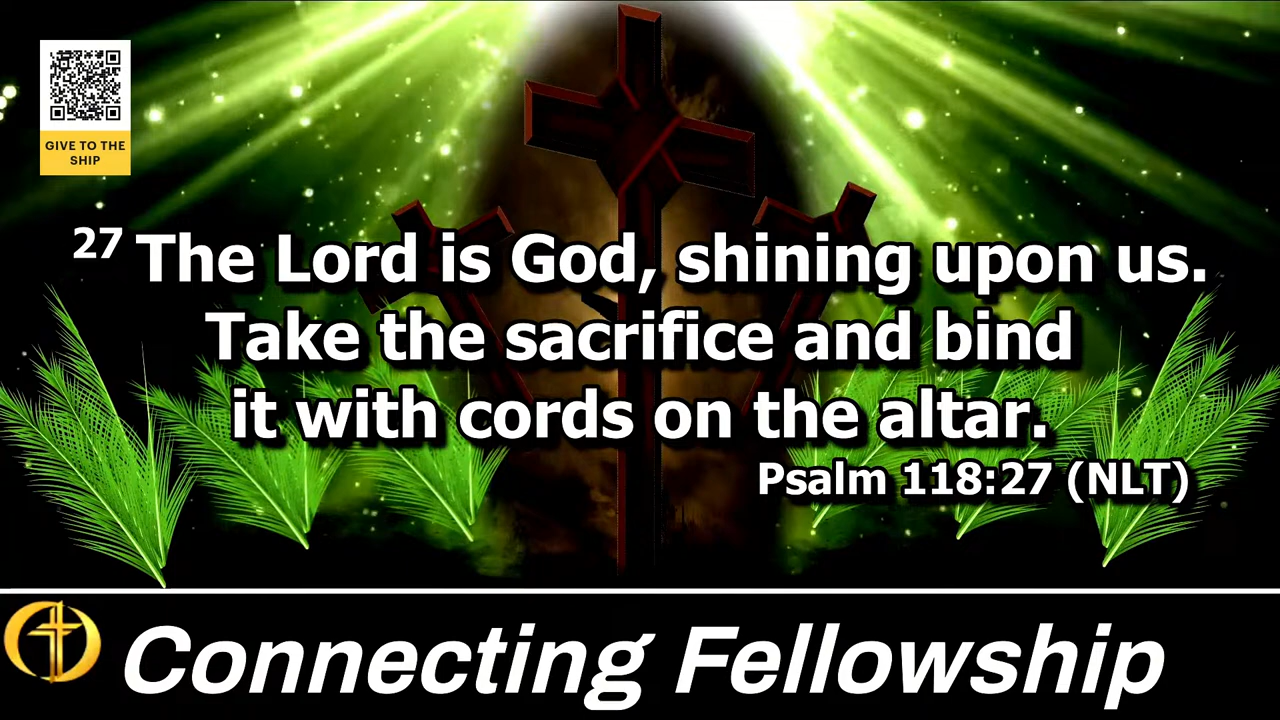 GIVE TO THE
SHIP
27 The Lord is God, shining upon us.
Take the sacrifice and bind
it with cords on the altar.
Psalm 118:27 (NLT)
Connecting Fellowship